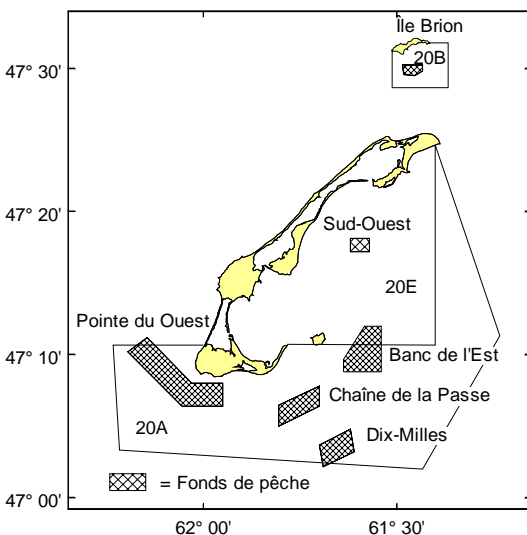 Île Brion
47° 30'
20B
47° 20'
Sud-Ouest
20E
Pointe du Ouest
47° 10'
Banc de l'Est
Chaîne de la Passe
20A
Dix-Milles
= Fonds de pêche
47° 00'
62° 00'
61° 30'